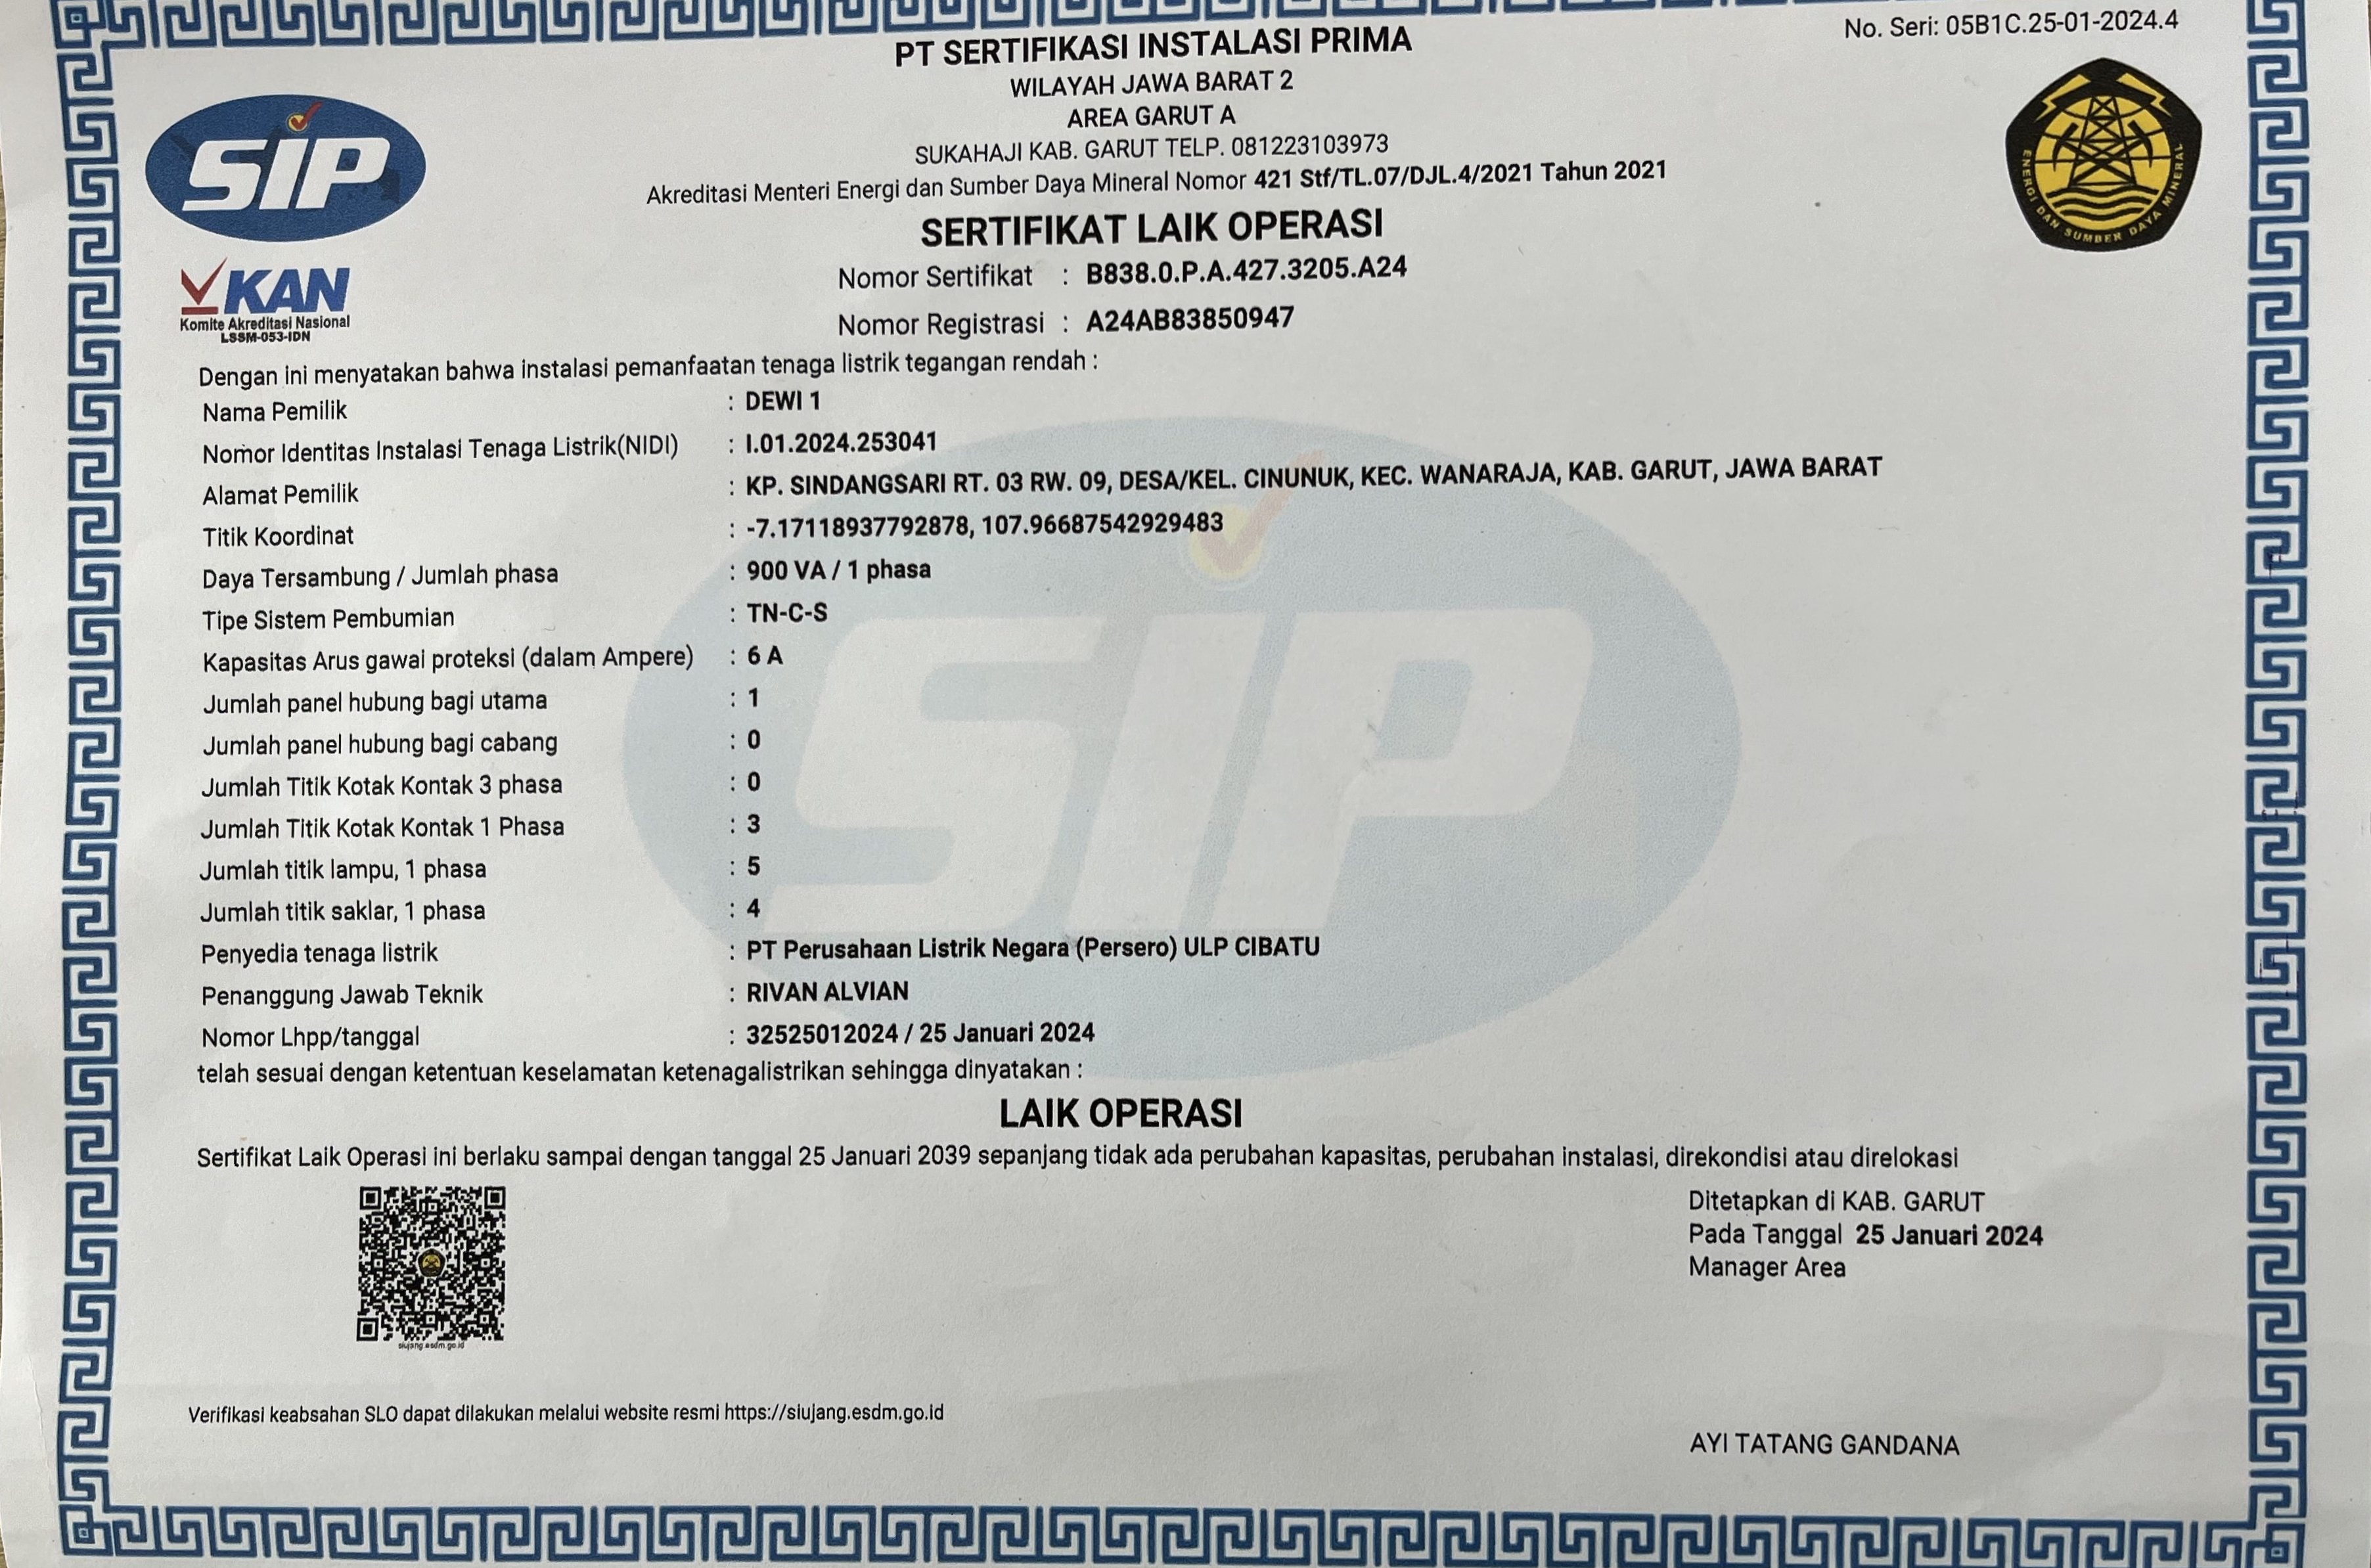 No. Seri: 05B1C.25-01-2024.4
PT SERTIFIKASI INSTALASI PRIMA
WILAYAH JAWA BARAT 2
AREA GARUT A
SUKAHAJI KAB. GARUT TELP. 081223103973
Akreditasi Menteri Energi dan Sumber Daya Mineral Nomor 421 Stf/TL.07/DJL.4/2021 Tahun 2021
SIP
ENERGI DAN SUMBER DAYA MINERAL
SERTIFIKAT LAIK OPERASI
KAN
Komite Akreditasi Nasional
LSSM-053-IDN
Nomor Sertifikat : B838.0.P.A.427.3205.A24
Nomor Registrasi : A24AB83850947
Dengan ini menyatakan bahwa instalasi pemanfaatan tenaga listrik tegangan rendah :
Nama Pemilik : DEWI 1
Nomor Identitas Instalasi Tenaga Listrik(NIDI) : I.01.2024.253041
Alamat Pemilik : KP. SINDANGSARI RT. 03 RW. 09, DESA/KEL. CINUNUK, KEC. WANARAJA, KAB. GARUT, JAWA BARAT
Titik Koordinat : -7.17118937792878, 107.96687542929483
Daya Tersambung / Jumlah phasa : 900 VA / 1 phasa
Tipe Sistem Pembumian : TN-C-S
Kapasitas Arus gawai proteksi (dalam Ampere) : 6 A
Jumlah panel hubung bagi utama : 1
Jumlah panel hubung bagi cabang : 0
Jumlah Titik Kotak Kontak 3 phasa : 0
Jumlah Titik Kotak Kontak 1 Phasa : 3
Jumlah titik lampu, 1 phasa : 5
Jumlah titik saklar, 1 phasa : 4
Penyedia tenaga listrik : PT Perusahaan Listrik Negara (Persero) ULP CIBATU
Penanggung Jawab Teknik : RIVAN ALVIAN
Nomor Lhpp/tanggal : 32525012024 / 25 Januari 2024
SIP
telah sesuai dengan ketentuan keselamatan ketenagalistrikan sehingga dinyatakan :
LAIK OPERASI
Sertifikat Laik Operasi ini berlaku sampai dengan tanggal 25 Januari 2039 sepanjang tidak ada perubahan kapasitas, perubahan instalasi, direkondisi atau direlokasi
siujang.esdm.go.id
Ditetapkan di KAB. GARUT
Pada Tanggal 25 Januari 2024
Manager Area
Verifikasi keabsahan SLO dapat dilakukan melalui website resmi https://siujang.esdm.go.id
AYI TATANG GANDANA